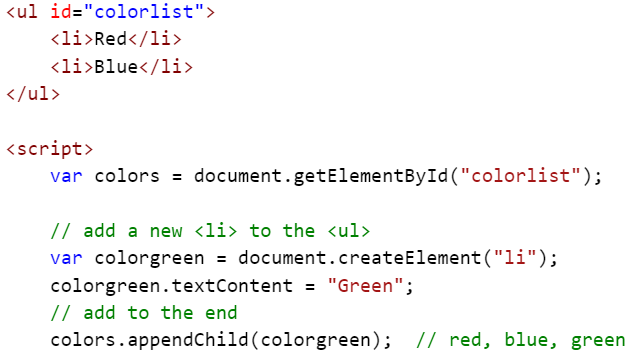 <ul id="colorlist">
    <li>Red</li>
    <li>Blue</li>
</ul>

<script>
    var colors = document.getElementById("colorlist");

    // add a new <li> to the <ul>
    var colorgreen = document.createElement("li");
    colorgreen.textContent = "Green";
    // add to the end
    colors.appendChild(colorgreen);  // red, blue, green